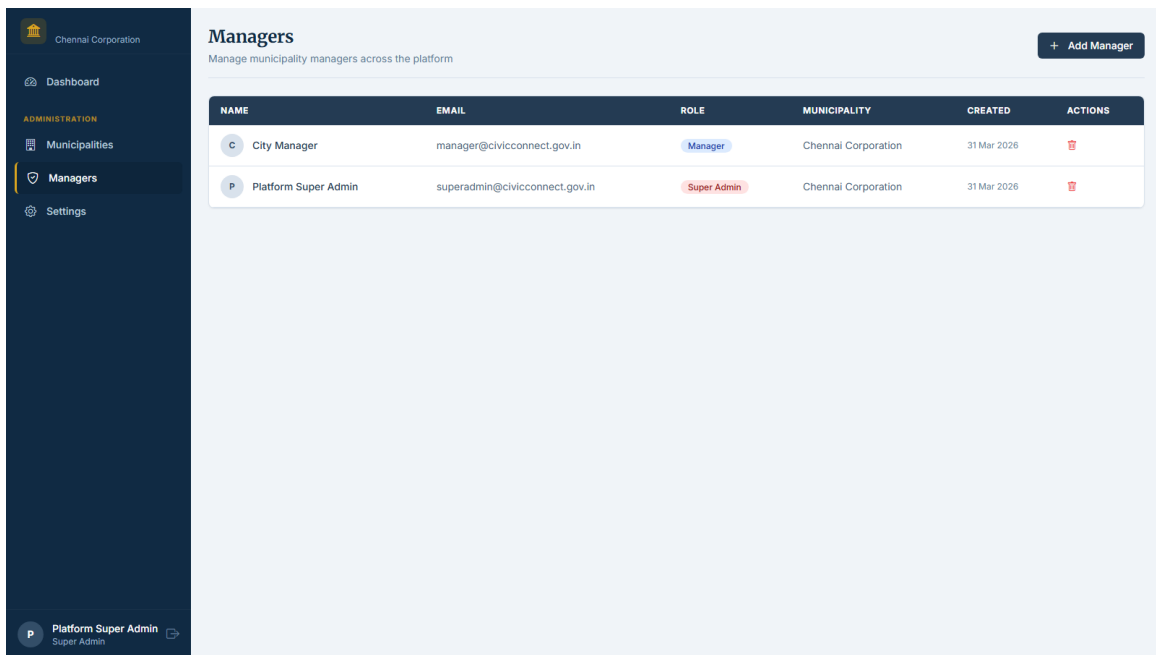 Chennai Corporation
Dashboard
ADMINISTRATION
Municipalities
Managers
Settings
P Platform Super Admin
Super Admin
Managers
Manage municipality managers across the platform
+ Add Manager
NAME EMAIL ROLE MUNICIPALITY CREATED ACTIONS
C City Manager manager@civicconnect.gov.in Manager Chennai Corporation 31 Mar 2026
P Platform Super Admin superadmin@civicconnect.gov.in Super Admin Chennai Corporation 31 Mar 2026